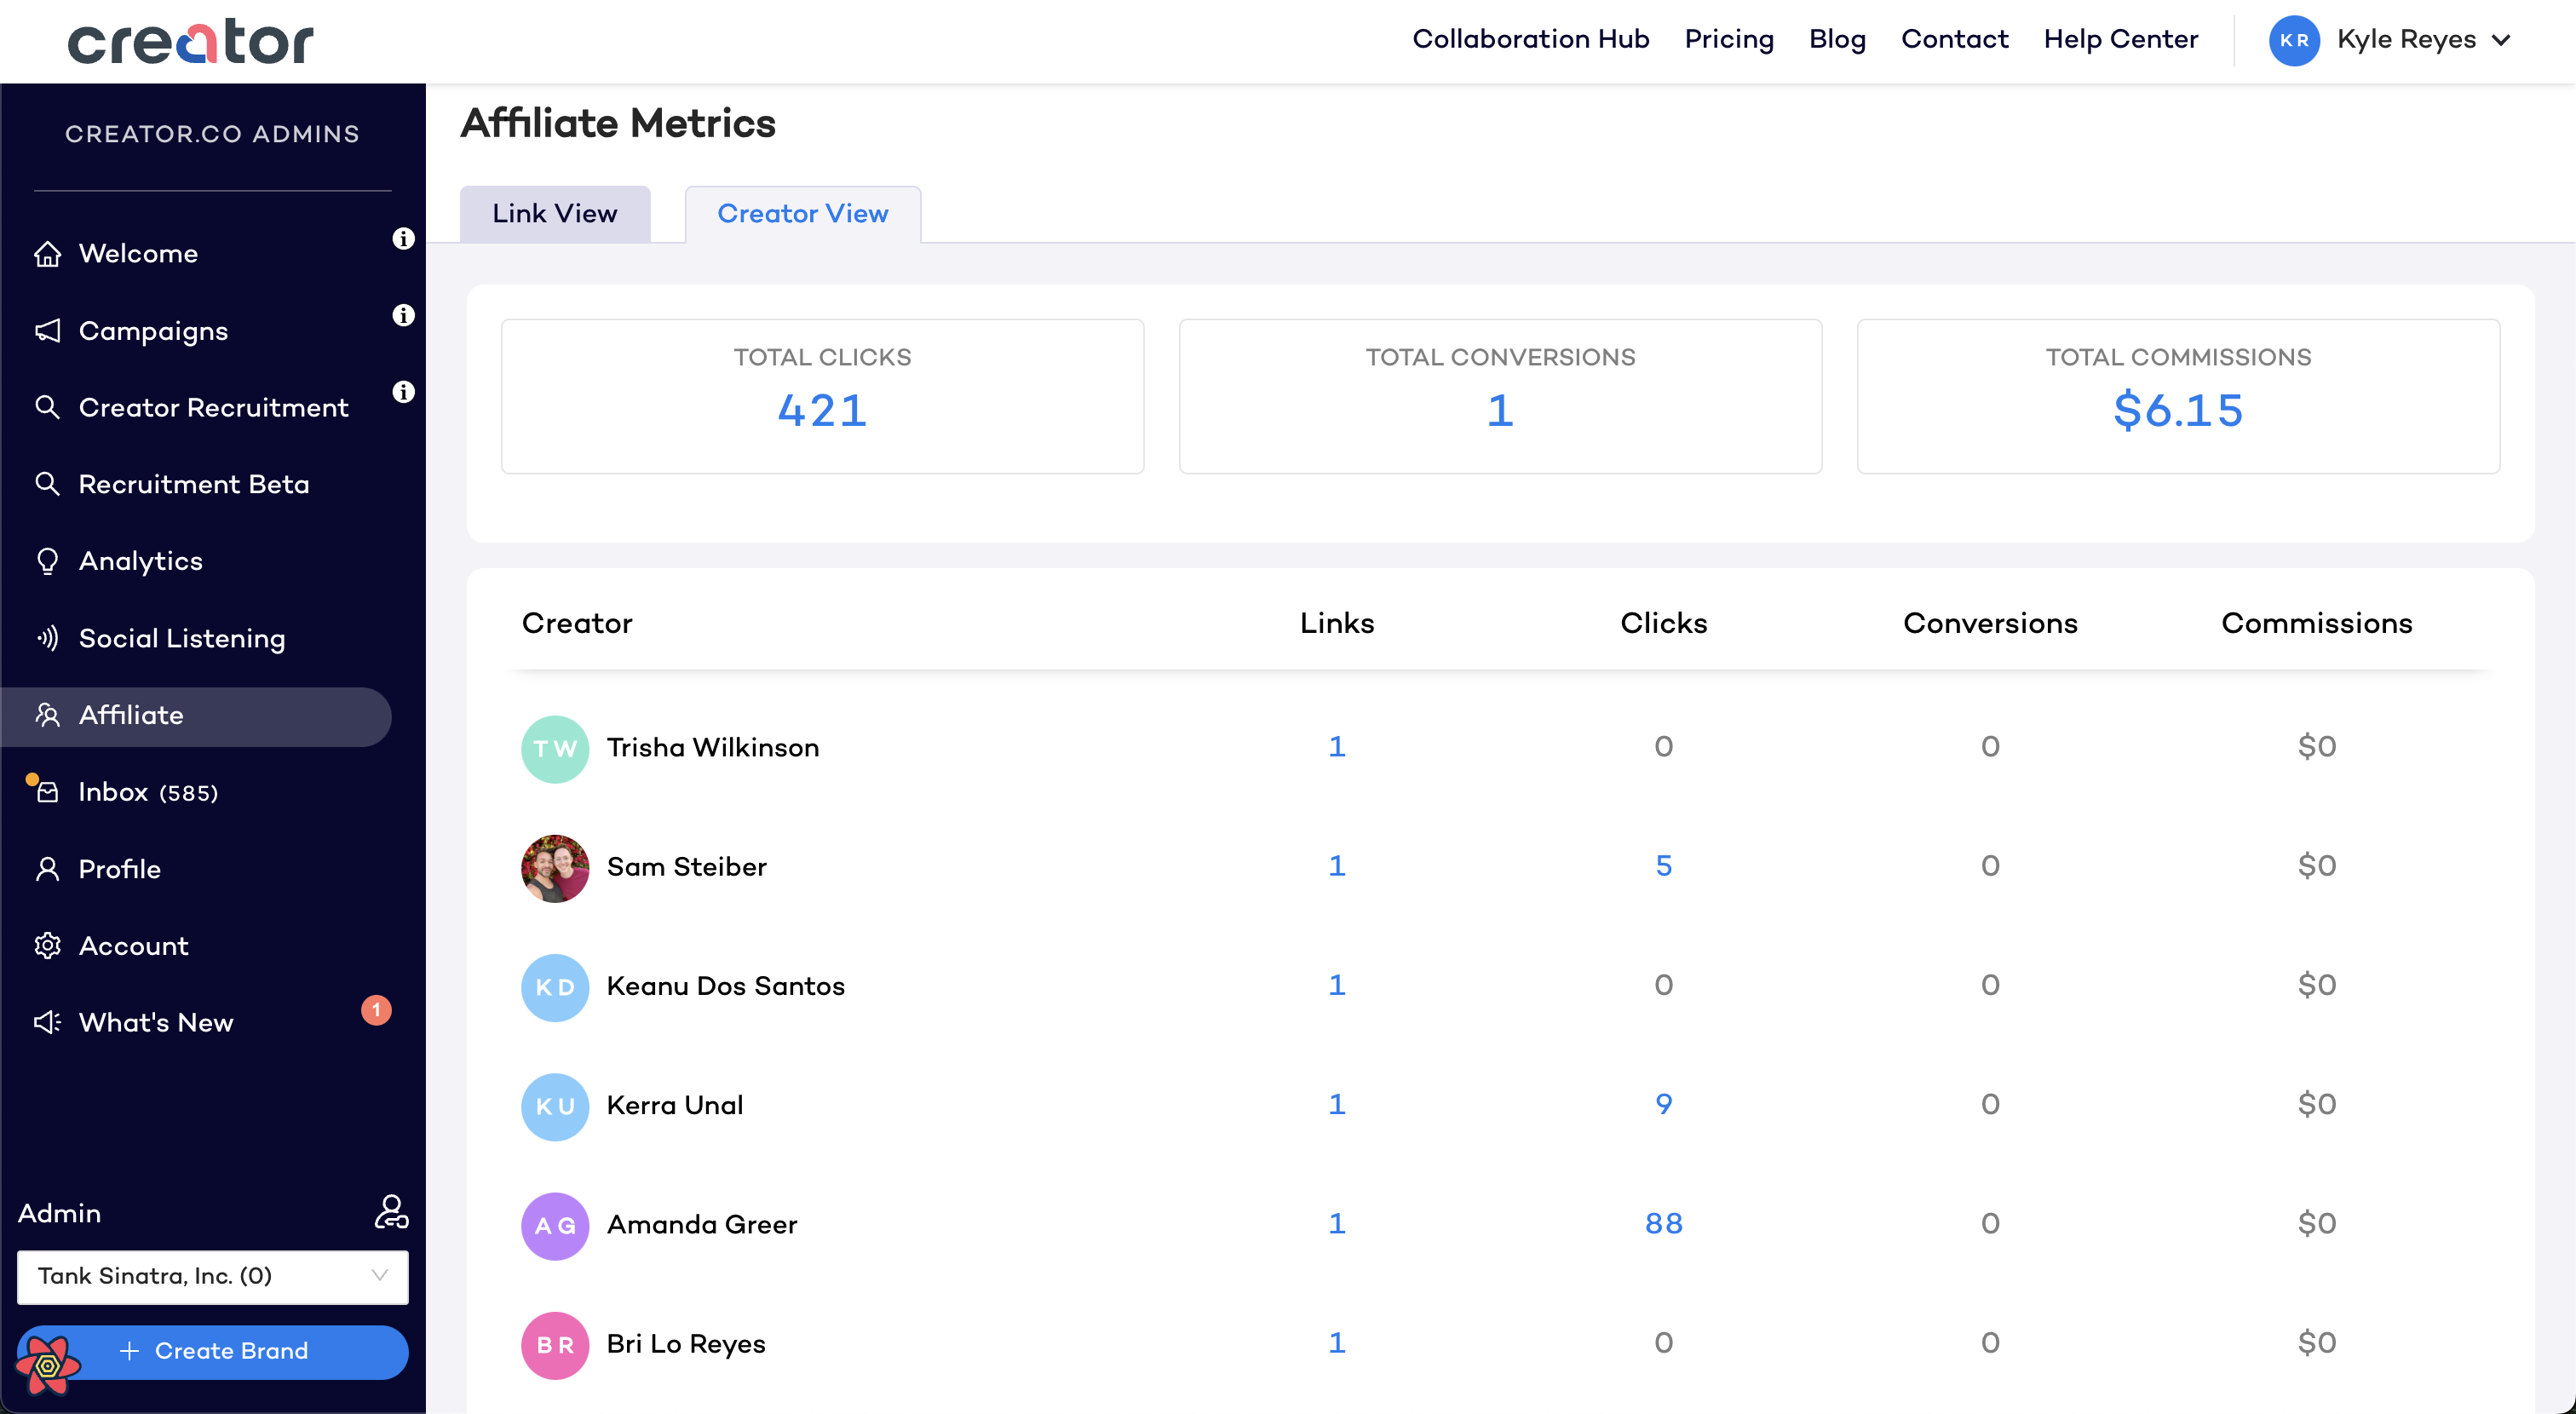 creator
Collaboration Hub Pricing Blog Contact Help Center KR Kyle Reyes
CREATOR.CO ADMINS
Welcome
Campaigns
Creator Recruitment
Recruitment Beta
Analytics
Social Listening
Affiliate
Inbox (585)
Profile
Account
What's New 1
Admin
Tank Sinatra, Inc. (0)
+ Create Brand
Affiliate Metrics
Link View Creator View
TOTAL CLICKS
421
TOTAL CONVERSIONS
1
TOTAL COMMISSIONS
$6.15
Creator Links Clicks Conversions Commissions
TW Trisha Wilkinson 1 0 0 $0
Sam Steiber 1 5 0 $0
KD Keanu Dos Santos 1 0 0 $0
KU Kerra Unal 1 9 0 $0
AG Amanda Greer 1 88 0 $0
BR Bri Lo Reyes 1 0 0 $0